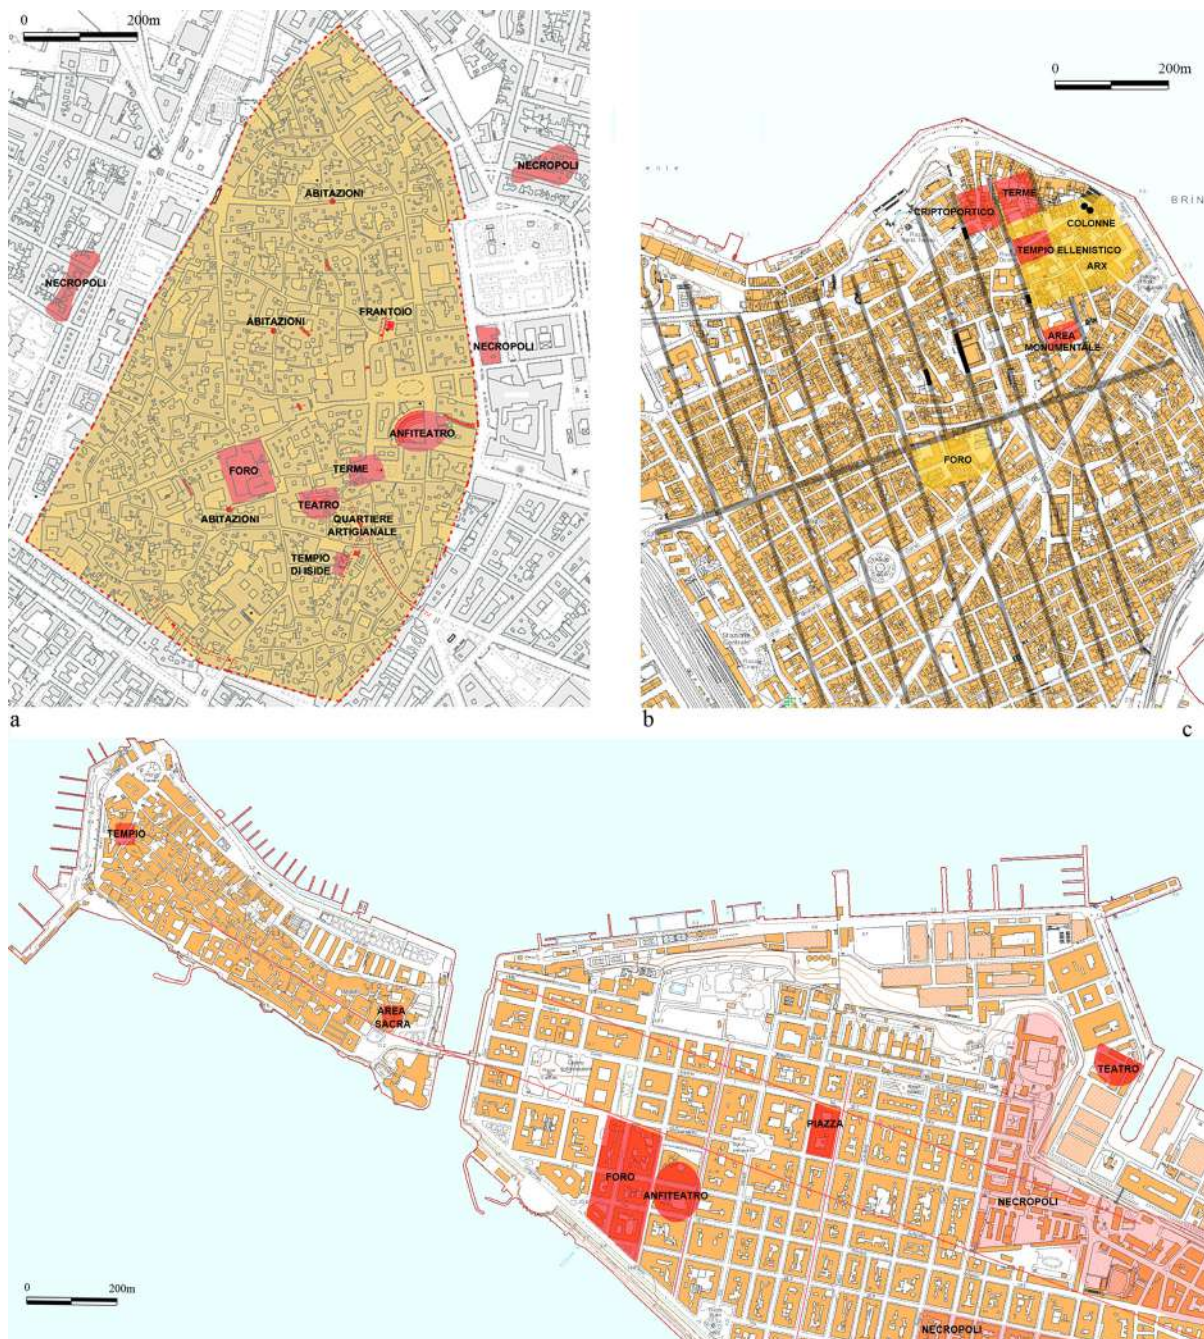 0 200m
NECROPOLI
ABITAZIONI
NECROPOLI
FRANTOIO
ABITAZIONI
NECROPOLI
ANFITEATRO
FORO
TERME
TEATRO
ABITAZIONI
QUARTIERE
ARTIGIANALE
TEMPIO
DI ISIDE
a
0 200m
TERME
CRIPTOPORTICO
BRIN
COLONNE
TEMPIO ELLENISTICO
ARX
AREA
MONUMENTALE
FORO
b
c
TEMPIO
AREA
SACRA
TEATRO
PIAZZA
FORO
ANFITEATRO
NECROPOLI
0 200m
NECROPOLI